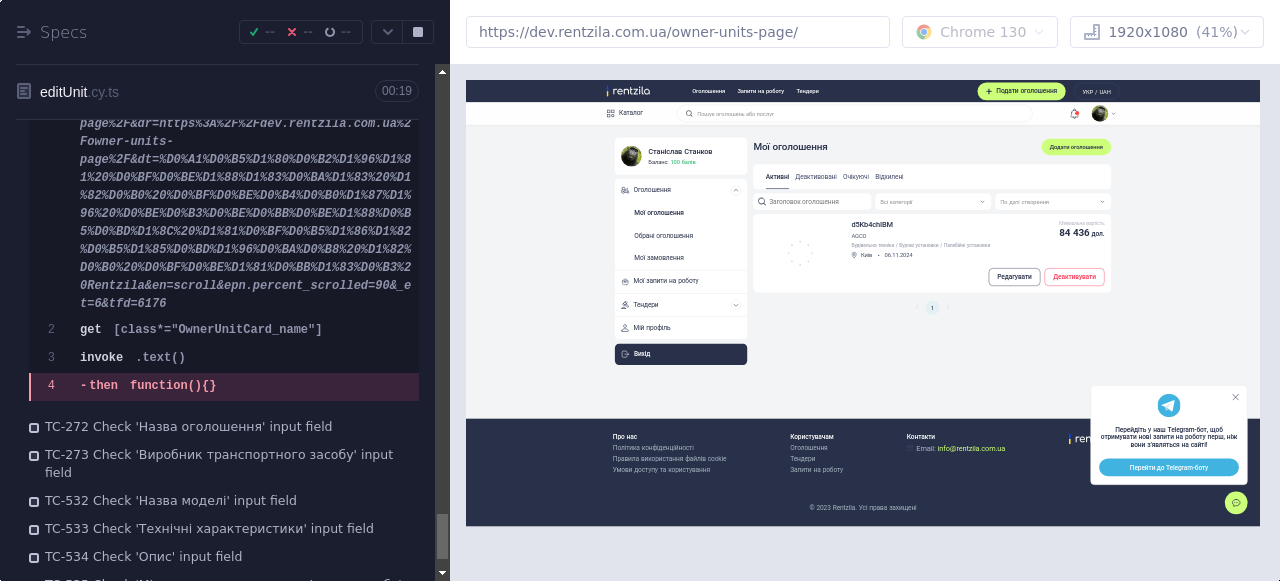 Specs
--
--
--
https://dev.rentzila.com.ua/owner-units-page/
Chrome 130
1920x1080 (41%)
editUnit.cy.ts
00:19
page%2F&dr=https%3A%2F%2Fdev.rentzila.com.ua%2
Fowner-units-
page%2F&dt=%D0%A1%D0%B5%D1%80%D0%B2%D1%96%D1%8
1%20%D0%BF%D0%BE%D1%88%D1%83%D0%BA%D1%83%20%D1
%82%D0%B0%20%D0%BF%D0%BE%D0%B4%D0%B0%D1%87%D1%
96%20%D0%BE%D0%B3%D0%BE%D0%BB%D0%BE%D1%88%D0%B
5%D0%BD%D1%8C%28%D1%81%D0%BF%D0%B5%D1%86%D1%82
%D0%B5%D1%85%D0%BD%D1%96%D0%BA%D0%B8%20%D1%82%
D0%B0%20%D0%BF%D0%BE%D1%81%D0%BB%D1%83%D0%B3%2
0Rentzila&en=scroll&epn.percent_scrolled=90&_e
t=6&tfd=6176
2 get [class*="OwnerUnitCard_name"]
3 invoke .text()
4 -then function(){}
TC-272 Check 'Назва оголошення' input field
TC-273 Check 'Виробник транспортного засобу' input
field
TC-532 Check 'Назва моделі' input field
TC-533 Check 'Технічні характеристики' input field
TC-534 Check 'Опис' input field
rentzila
Оголошення Запити на роботу Тендери
Подати оголошення
УКР / UAH
Каталог
Пошук оголошень або послуг
Станіслав Станков
Баланс: 100 балів
Оголошення
Мої оголошення
Обрані оголошення
Мої замовлення
Мої запити на роботу
Тендери
Мій профіль
Вихід
Мої оголошення
Додати оголошення
Активні Деактивовані Очікуючі Відхилені
Заголовок оголошення
Всі категорії
По даті створення
d5Kb4chIBM
AGCO
Будівельна техніка / Бурові установки / Палебійні установки
Київ • 06.11.2024
Мінімальна вартість
84 436 дол.
Редагувати
Деактивувати
1
Про нас
Політика конфіденційності
Правила використання файлів cookie
Умови доступу та користування
Користувачам
Оголошення
Тендери
Запити на роботу
Контакти
Email: info@rentzila.com.ua
© 2023 Rentzila. Усі права захищені
Перейдіть у наш Telegram-бот, щоб
отримувати нові запити на роботу перш, ніж
вони з'являться на сайті!
Перейти до Telegram-боту